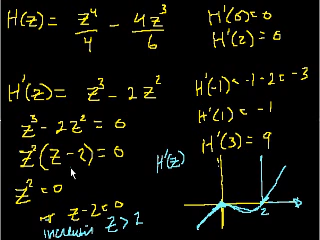 H(z) = z⁴/4 - 4z³/6
H'(z) = z³ - 2z²
z³ - 2z² = 0
z²(z - 2) = 0
z² = 0
z - 2 = 0
increasing z > 2
H'(0) = 0
H'(2) = 0
H'(-1) = -1 - 2 = -3
H'(1) = -1
H'(3) = 9
H'(z)
2